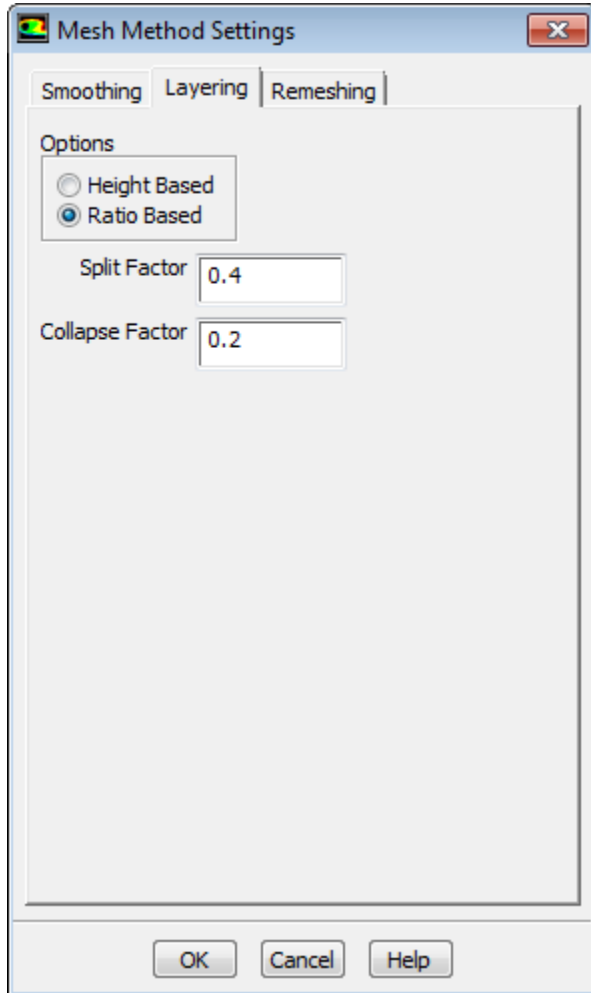 Mesh Method Settings
Smoothing Layering Remeshing
Options
Height Based
Ratio Based
Split Factor 0.4
Collapse Factor 0.2
OK Cancel Help